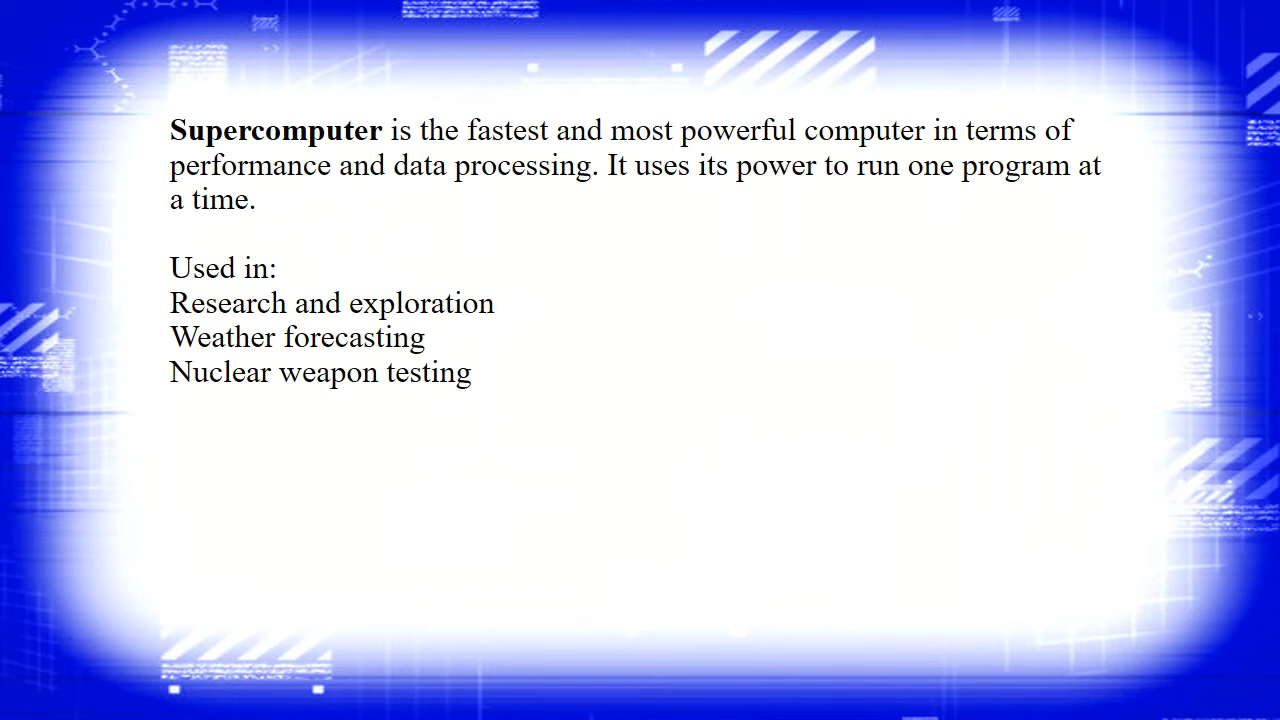 Supercomputer is the fastest and most powerful computer in terms of
performance and data processing. It uses its power to run one program at
a time.
Used in:
Research and exploration
Weather forecasting
Nuclear weapon testing